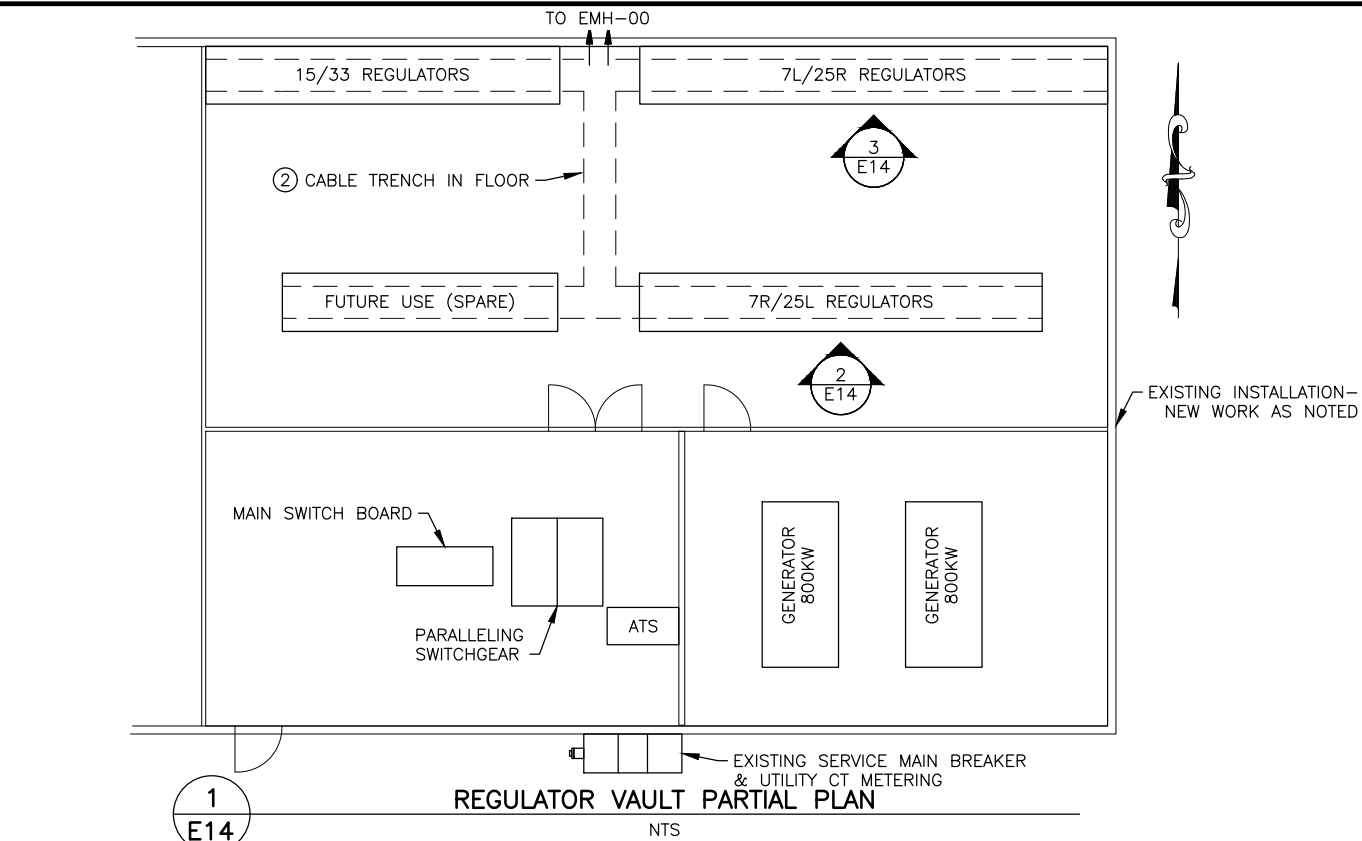 TO EMH-00
15/33 REGULATORS
7L/25R REGULATORS
3
E14
2 CABLE TRENCH IN FLOOR
FUTURE USE (SPARE)
7R/25L REGULATORS
2
E14
EXISTING INSTALLATION-
NEW WORK AS NOTED
MAIN SWITCH BOARD
PARALLELING
SWITCHGEAR
ATS
GENERATOR
800KW
GENERATOR
800KW
EXISTING SERVICE MAIN BREAKER
& UTILITY CT METERING
1
E14
REGULATOR VAULT PARTIAL PLAN
NTS